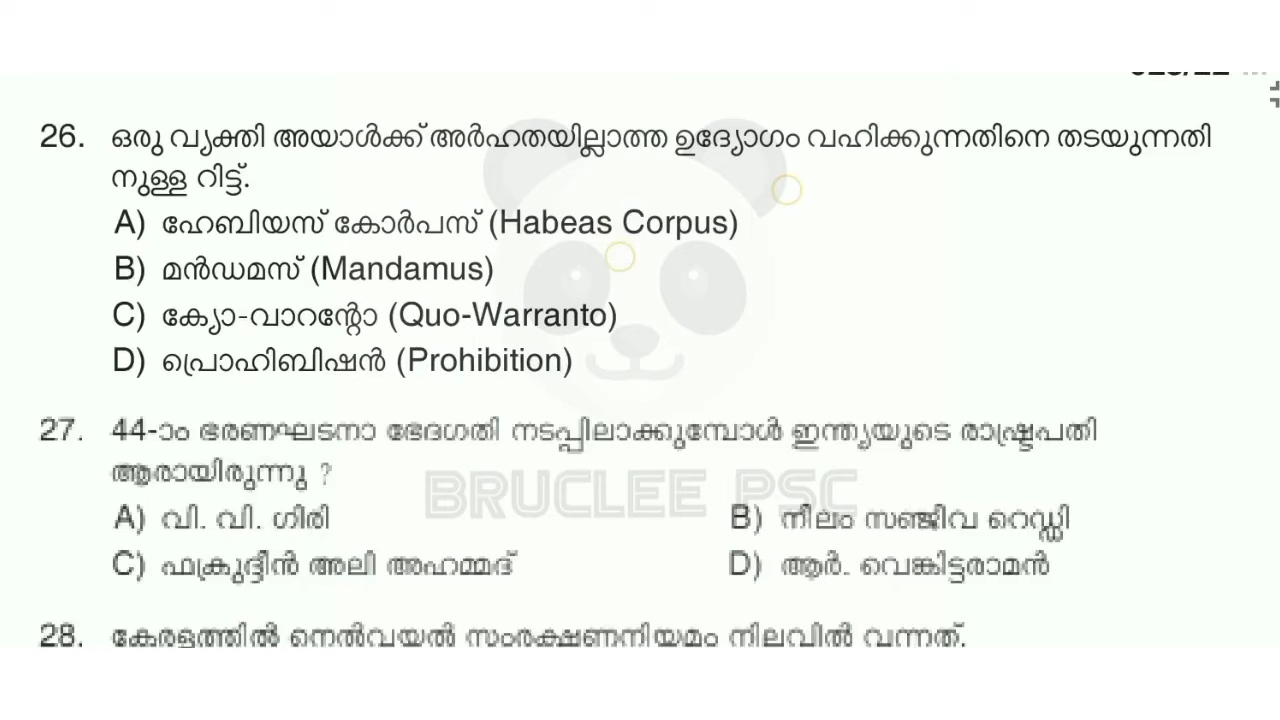 26. ഒരു വ്യക്തി അയാൾക്ക് അർഹതയില്ലാത്ത ഉദ്യോഗം വഹിക്കുന്നതിനെ തടയുന്നതി
നുള്ള റിട്ട്.
A) ഹേബിയസ് കോർപസ് (Habeas Corpus)
B) മൻഡമസ് (Mandamus)
C) ക്യോ-വാറന്റോ (Quo-Warranto)
D) പ്രൊഹിബിഷൻ (Prohibition)
27. 44-ാം ഭരണഘടനാ ഭേദഗതി നടപ്പിലാക്കുമ്പോൾ ഇന്ത്യയുടെ രാഷ്ട്രപതി
ആരായിരുന്നു ?
BRUCLEE PSC
A) വി. വി. ഗിരി B) നീലം സഞ്ജീവ റെഡ്ഡി
C) ഫക്രുദ്ദീൻ അലി അഹമ്മദ് D) ആർ. വെങ്കിട്ടരാമൻ
28. കേരളത്തിൽ നെൽവയൽ സംരക്ഷണനിയമം നിലവിൽ വന്നത്.